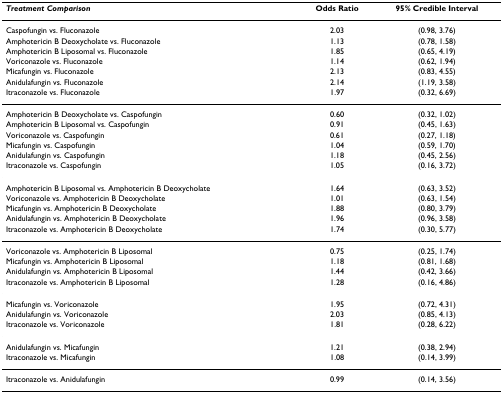 Treatment Comparison Odds Ratio 95% Credible Interval
Caspofungin vs. Fluconazole 2.03 (0.98, 3.76)
Amphotericin B Deoxycholate vs. Fluconazole 1.13 (0.78, 1.58)
Amphotericin B Liposomal vs. Fluconazole 1.85 (0.65, 4.19)
Voriconazole vs. Fluconazole 1.14 (0.62, 1.94)
Micafungin vs. Fluconazole 2.13 (0.83, 4.55)
Anidulafungin vs. Fluconazole 2.14 (1.19, 3.58)
Itraconazole vs. Fluconazole 1.97 (0.32, 6.69)
Amphotericin B Deoxycholate vs. Caspofungin 0.60 (0.32, 1.02)
Amphotericin B Liposomal vs. Caspofungin 0.91 (0.45, 1.63)
Voriconazole vs. Caspofungin 0.61 (0.27, 1.18)
Micafungin vs. Caspofungin 1.04 (0.59, 1.70)
Anidulafungin vs. Caspofungin 1.18 (0.45, 2.56)
Itraconazole vs. Caspofungin 1.05 (0.16, 3.72)
Amphotericin B Liposomal vs. Amphotericin B Deoxycholate 1.64 (0.63, 3.52)
Voriconazole vs. Amphotericin B Deoxycholate 1.01 (0.63, 1.54)
Micafungin vs. Amphotericin B Deoxycholate 1.88 (0.80, 3.79)
Anidulafungin vs. Amphotericin B Deoxycholate 1.96 (0.96, 3.58)
Itraconazole vs. Amphotericin B Deoxycholate 1.74 (0.30, 5.77)
Voriconazole vs. Amphotericin B Liposomal 0.75 (0.25, 1.74)
Micafungin vs. Amphotericin B Liposomal 1.18 (0.81, 1.68)
Anidulafungin vs. Amphotericin B Liposomal 1.44 (0.42, 3.66)
Itraconazole vs. Amphotericin B Liposomal 1.28 (0.16, 4.86)
Micafungin vs. Voriconazole 1.95 (0.72, 4.31)
Anidulafungin vs. Voriconazole 2.03 (0.85, 4.13)
Itraconazole vs. Voriconazole 1.81 (0.28, 6.22)
Anidulafungin vs. Micafungin 1.21 (0.38, 2.94)
Itraconazole vs. Micafungin 1.08 (0.14, 3.99)
Itraconazole vs. Anidulafungin 0.99 (0.14, 3.56)